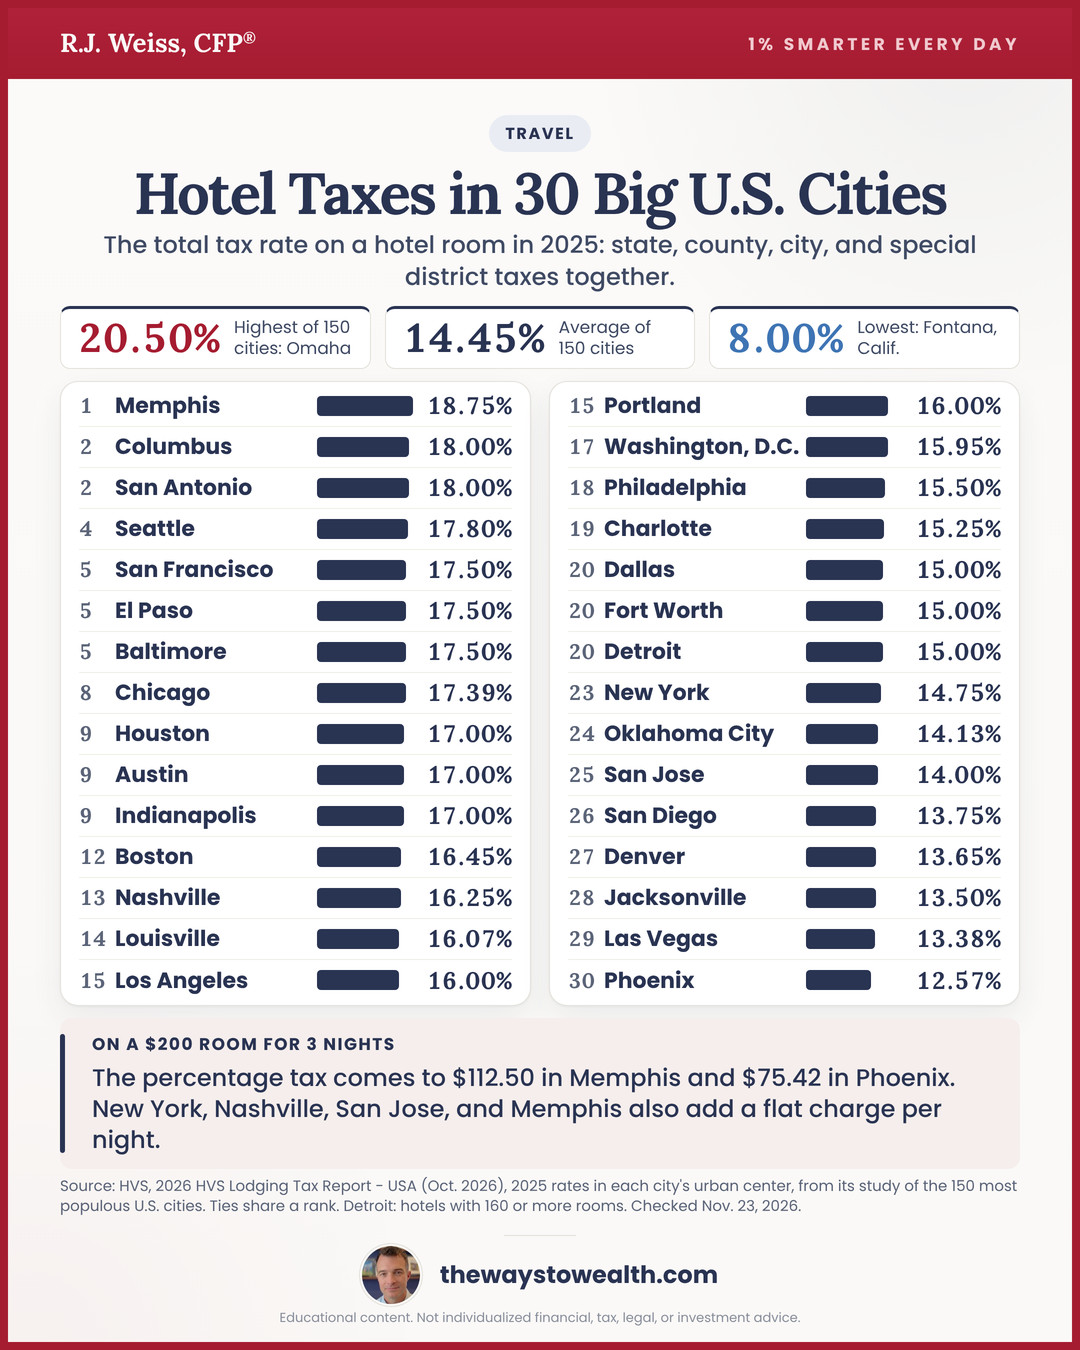 R.J. Weiss, CFP®
1% SMARTER EVERY DAY
TRAVEL
Hotel Taxes in 30 Big U.S. Cities
The total tax rate on a hotel room in 2025: state, county, city, and special
district taxes together.
20.50% Highest of 150
cities: Omaha
14.45% Average of
150 cities
8.00% Lowest: Fontana,
Calif.
1 Memphis 18.75%
2 Columbus 18.00%
2 San Antonio 18.00%
4 Seattle 17.80%
5 San Francisco 17.50%
5 El Paso 17.50%
5 Baltimore 17.50%
8 Chicago 17.39%
9 Houston 17.00%
9 Austin 17.00%
9 Indianapolis 17.00%
12 Boston 16.45%
13 Nashville 16.25%
14 Louisville 16.07%
15 Los Angeles 16.00%
15 Portland 16.00%
17 Washington, D.C. 15.95%
18 Philadelphia 15.50%
19 Charlotte 15.25%
20 Dallas 15.00%
20 Fort Worth 15.00%
20 Detroit 15.00%
23 New York 14.75%
24 Oklahoma City 14.13%
25 San Jose 14.00%
26 San Diego 13.75%
27 Denver 13.65%
28 Jacksonville 13.50%
29 Las Vegas 13.38%
30 Phoenix 12.57%
ON A $200 ROOM FOR 3 NIGHTS
The percentage tax comes to $112.50 in Memphis and $75.42 in Phoenix.
New York, Nashville, San Jose, and Memphis also add a flat charge per
night.
Source: HVS, 2026 HVS Lodging Tax Report - USA (Oct. 2026), 2025 rates in each city's urban center, from its study of the 150 most
populous U.S. cities. Ties share a rank. Detroit: hotels with 160 or more rooms. Checked Nov. 23, 2026.
thewaystowealth.com
Educational content. Not individualized financial, tax, legal, or investment advice.